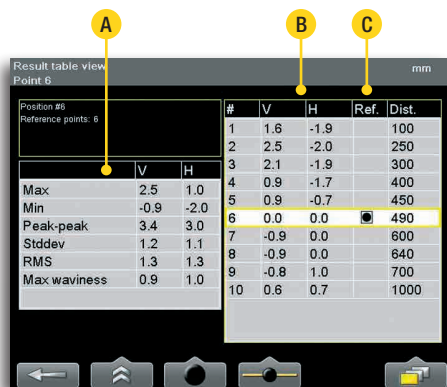 A B C
Result table view mm
Point 6
Position #6
Reference points: 6
V H
Max 2.5 1.0
Min -0.9 -2.0
Peak-peak 3.4 3.0
Stddev 1.2 1.1
RMS 1.3 1.3
Max waviness 0.9 1.0
# V H Ref. Dist.
1 1.6 -1.9 100
2 2.5 -2.0 250
3 2.1 -1.9 300
4 0.9 -1.7 400
5 0.9 -0.7 450
6 0.0 0.0 490
7 -0.9 0.0 600
8 -0.9 0.0 640
9 -0.8 1.0 700
10 0.6 0.7 1000